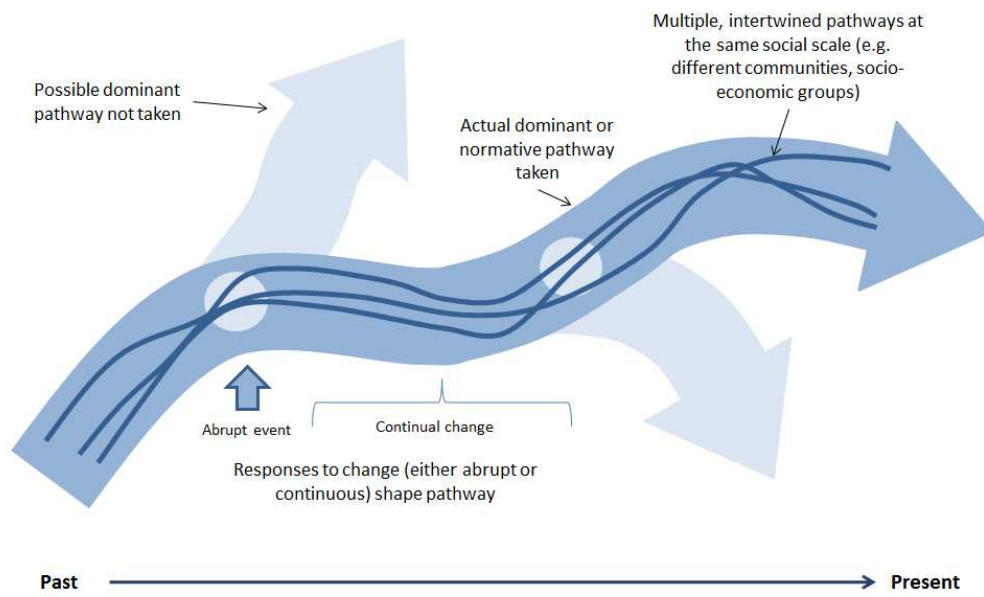 Multiple, intertwined pathways at
the same social scale (e.g.
different communities, socio-
economic groups)
Possible dominant
pathway not taken
Actual dominant or
normative pathway
taken
Abrupt event
Continual change
Responses to change (either abrupt or
continuous) shape pathway
Past
Present